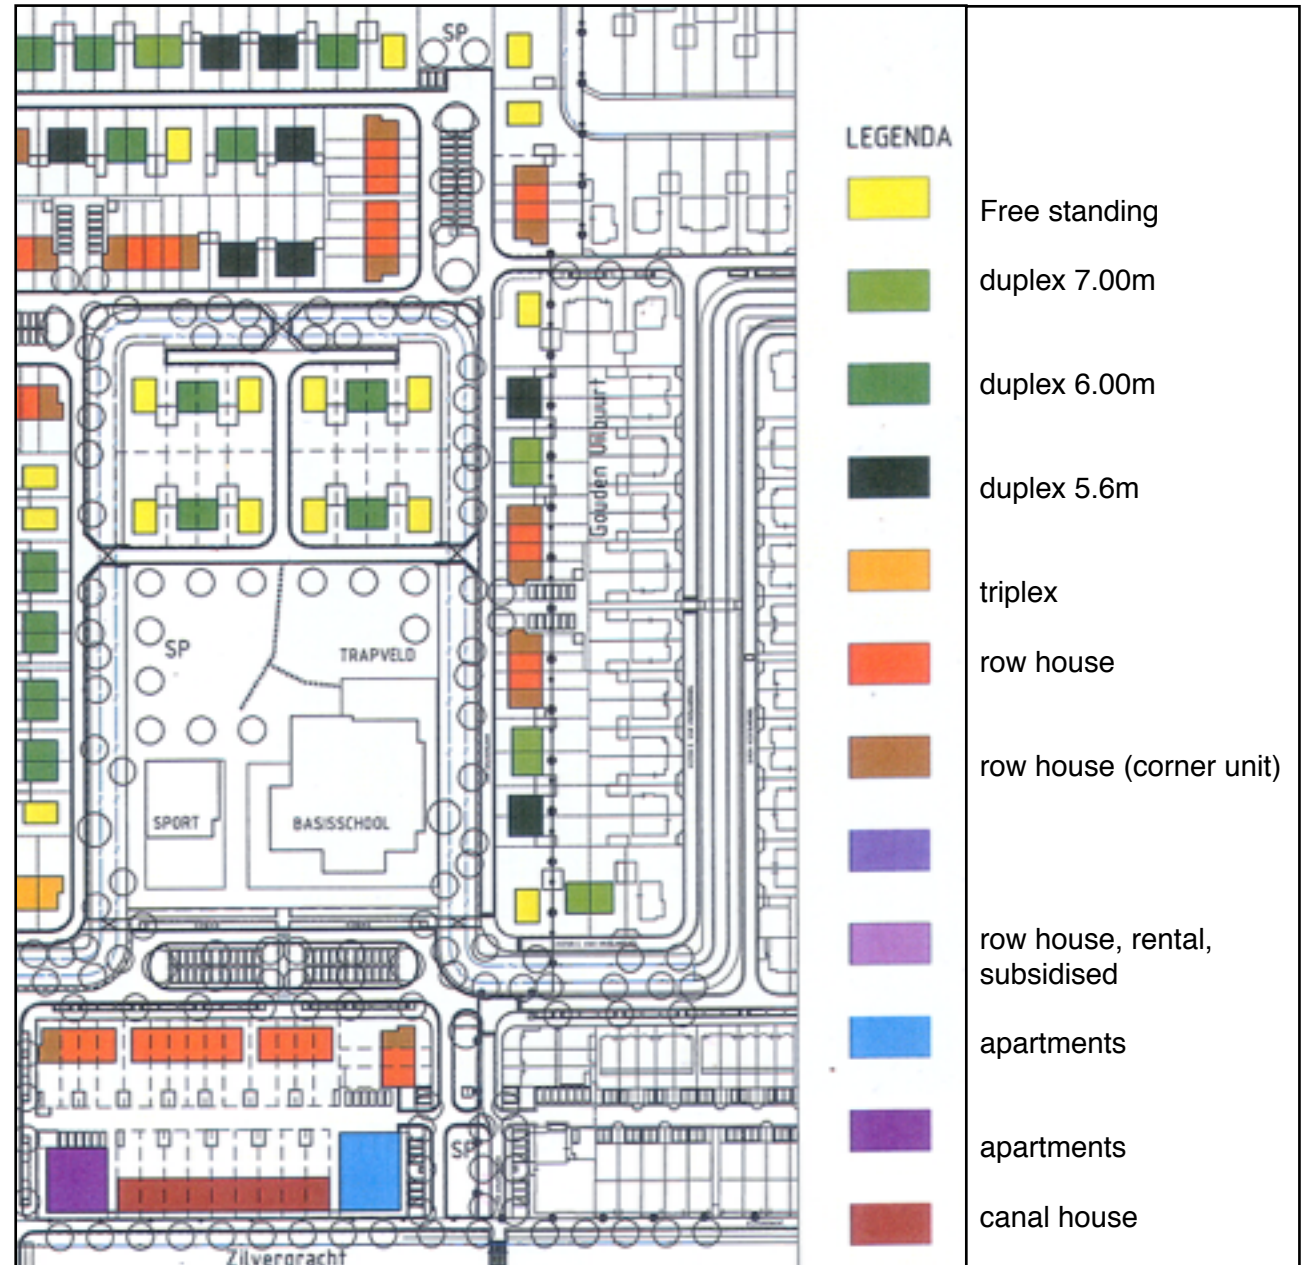 SP
LEGENDA
Free standing
duplex 7.00m
duplex 6.00m
duplex 5.6m
triplex
row house
row house (corner unit)
row house, rental,
subsidised
apartments
apartments
canal house
Gouden Uilbuurt
SP
TRAPVELD
SPORT
BASISSCHOOL
SP
Zilvergracht